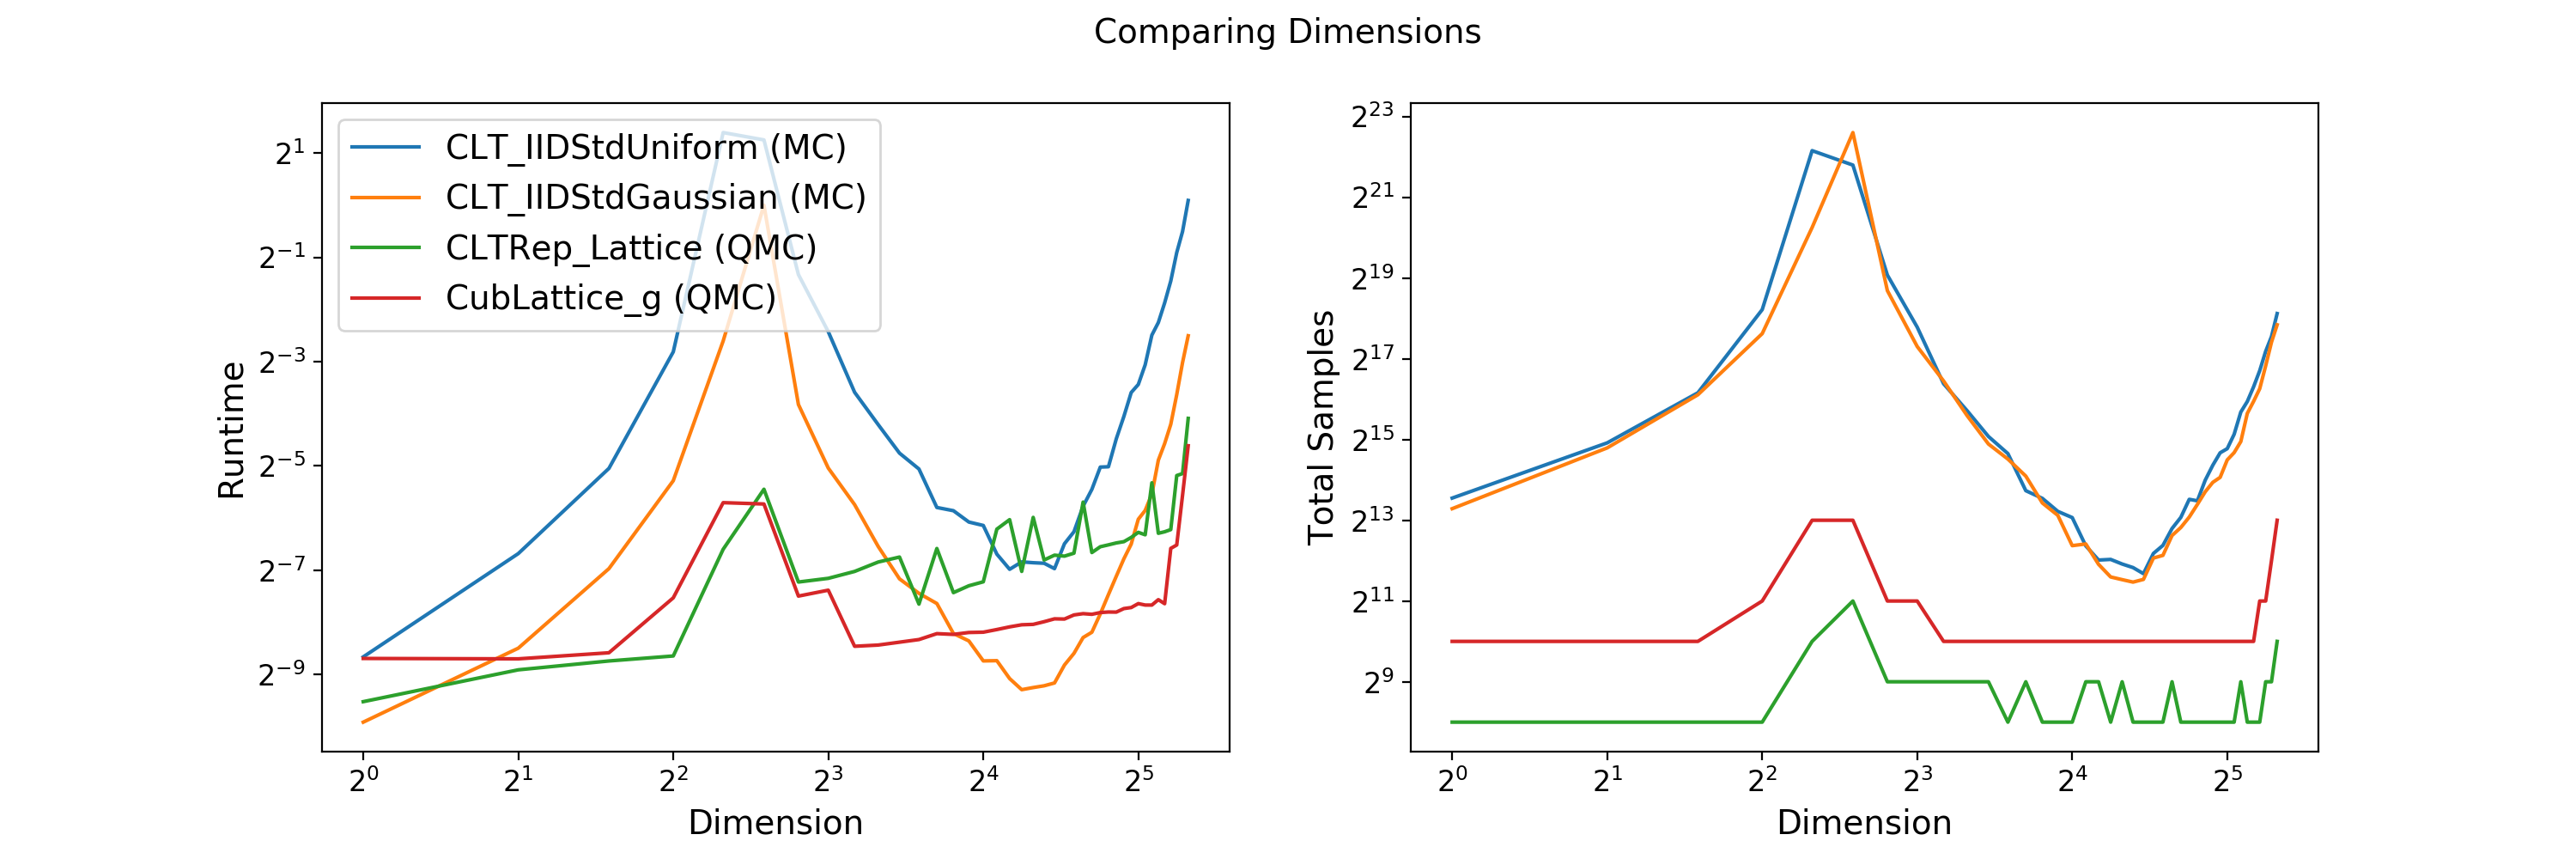 Comparing Dimensions
CLT_IIDStdUniform (MC)
CLT_IIDStdGaussian (MC)
CLTRep_Lattice (QMC)
CubLattice_g (QMC)
Runtime
2^1
2^-1
2^-3
2^-5
2^-7
2^-9
2^0 2^1 2^2 2^3 2^4 2^5
Dimension
Total Samples
2^23
2^21
2^19
2^17
2^15
2^13
2^11
2^9
2^0 2^1 2^2 2^3 2^4 2^5
Dimension